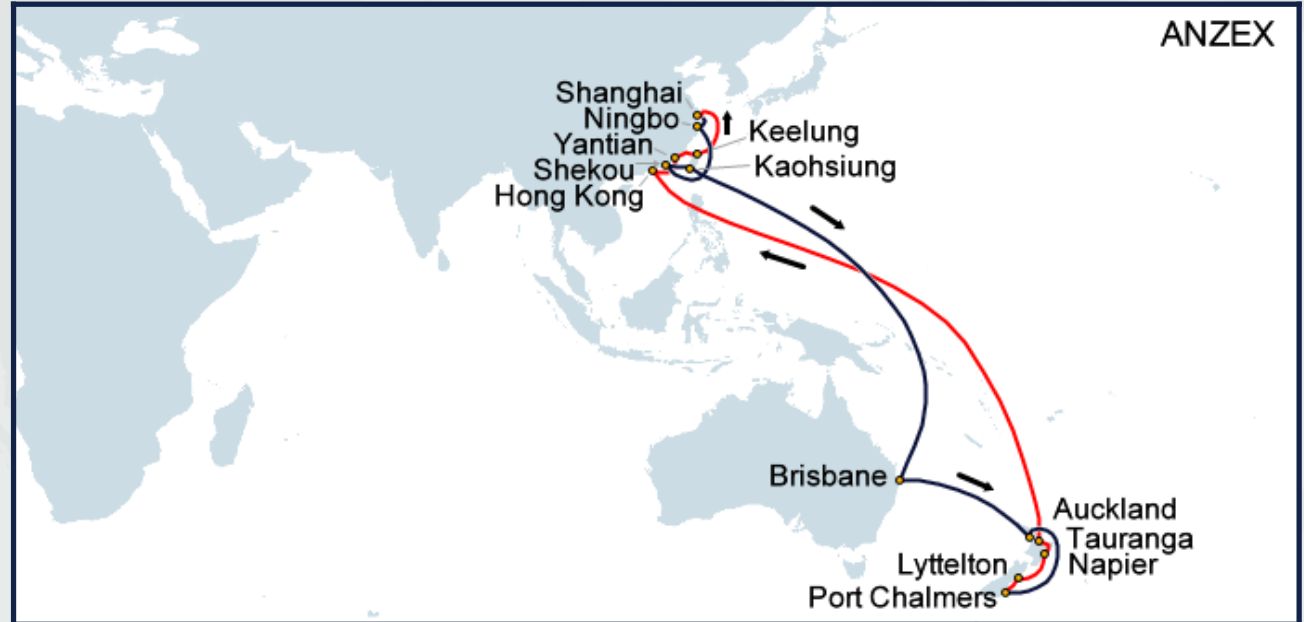 ANZEX
Shanghai
Ningbo
Keelung
Yantian
Kaohsiung
Shekou
Hong Kong
Brisbane
Auckland
Tauranga
Lyttelton
Napier
Port Chalmers